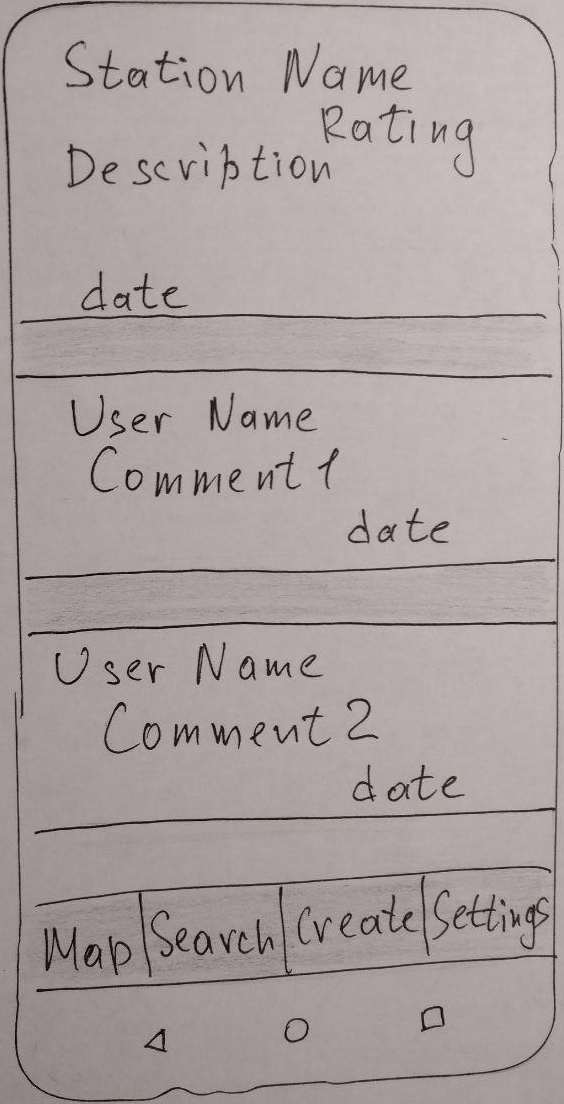 Station Name
Rating
Description
date
User Name
Comment 1
date
User Name
Comment 2
date
Map Search Create Settings